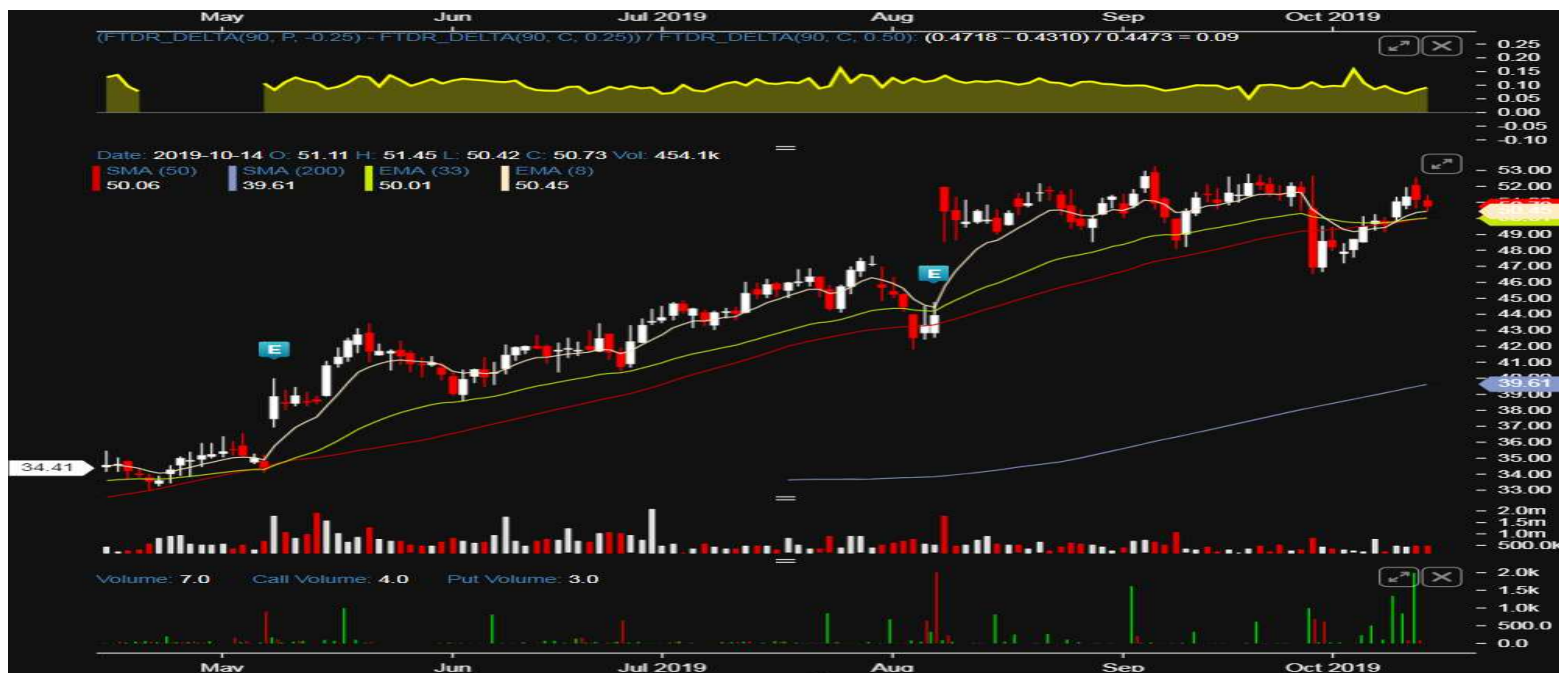 May Jun Jul 2019 Aug Sep Oct 2019
(FTDR_DELTA(90, P, -0.25) - FTDR_DELTA(90, C, 0.25)) / FTDR_DELTA(90, C, 0.50): (0.4718 - 0.4310) / 0.4473 = 0.09
0.25
0.20
0.15
0.10
0.05
0.00
-0.05
-0.10
Date: 2019-10-14 O: 51.11 H: 51.45 L: 50.42 C: 50.73 Vol: 454.1k
SMA (50) SMA (200) EMA (33) EMA (8)
50.06 39.61 50.01 50.45
53.00
52.00
50.45
49.00
48.00
47.00
46.00
45.00
E
44.00
43.00
42.00
E
41.00
39.61
39.00
38.00
37.00
36.00
35.00
34.41
34.00
33.00
2.0m
1.5m
1.0m
500.0k
Volume: 7.0 Call Volume: 4.0 Put Volume: 3.0
2.0k
1.5k
1.0k
500.0
0.0
May Jun Jul 2019 Aug Sep Oct 2019